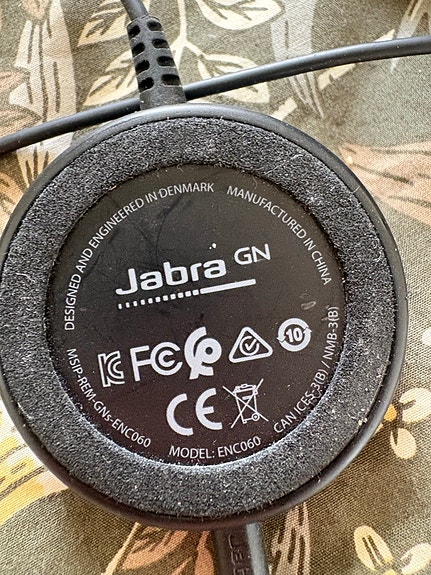 DESIGNED AND ENGINEERED IN DENMARK
MANUFACTURED IN CHINA
Jabra GN
FC
10
CE
MSIP-REM-GNs-ENC060
MODEL: ENC060
CAN ICES-3(B) / NMB-3(B)